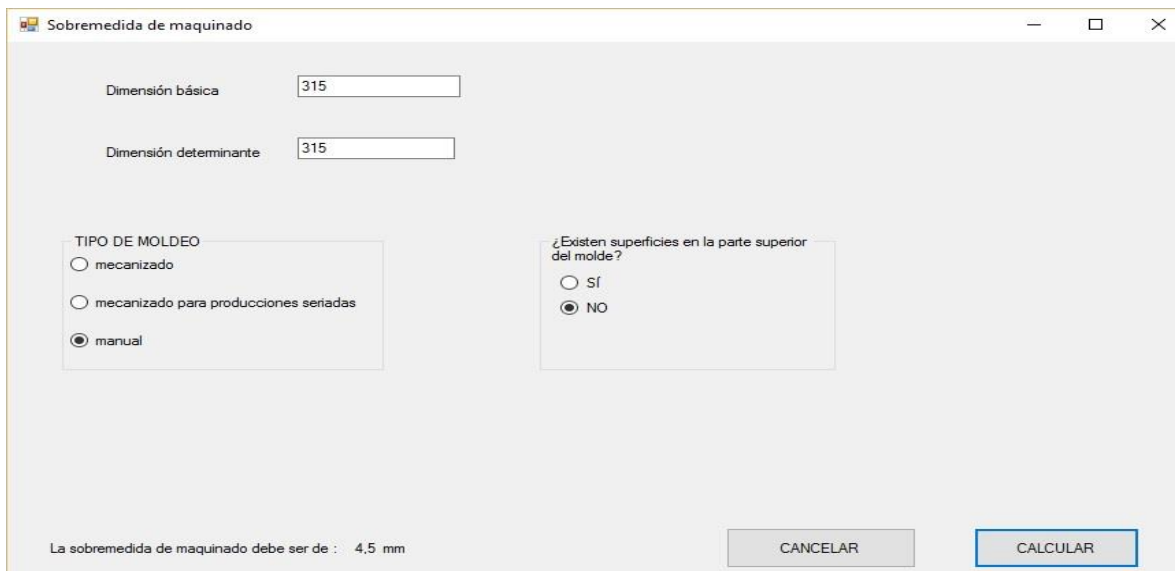 Sobremedida de maquinado
Dimensión básica
315
Dimensión determinante
315
TIPO DE MOLDEO
mecanizado
mecanizado para producciones seriadas
manual
¿Existen superficies en la parte superior
del molde?
SÍ
NO
La sobremedida de maquinado debe ser de : 4,5 mm
CANCELAR
CALCULAR